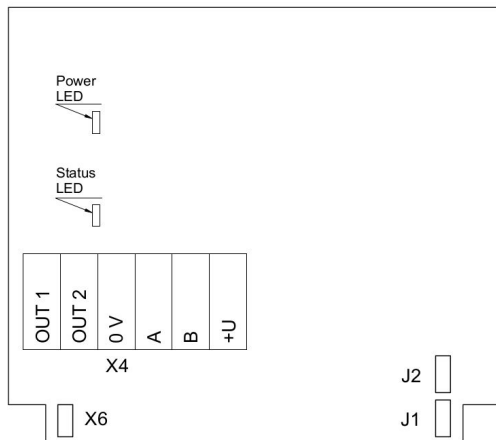 Power
LED
Status
LED
OUT 1
OUT 2
0 V
A
B
+U
X4
J2
X6
J1